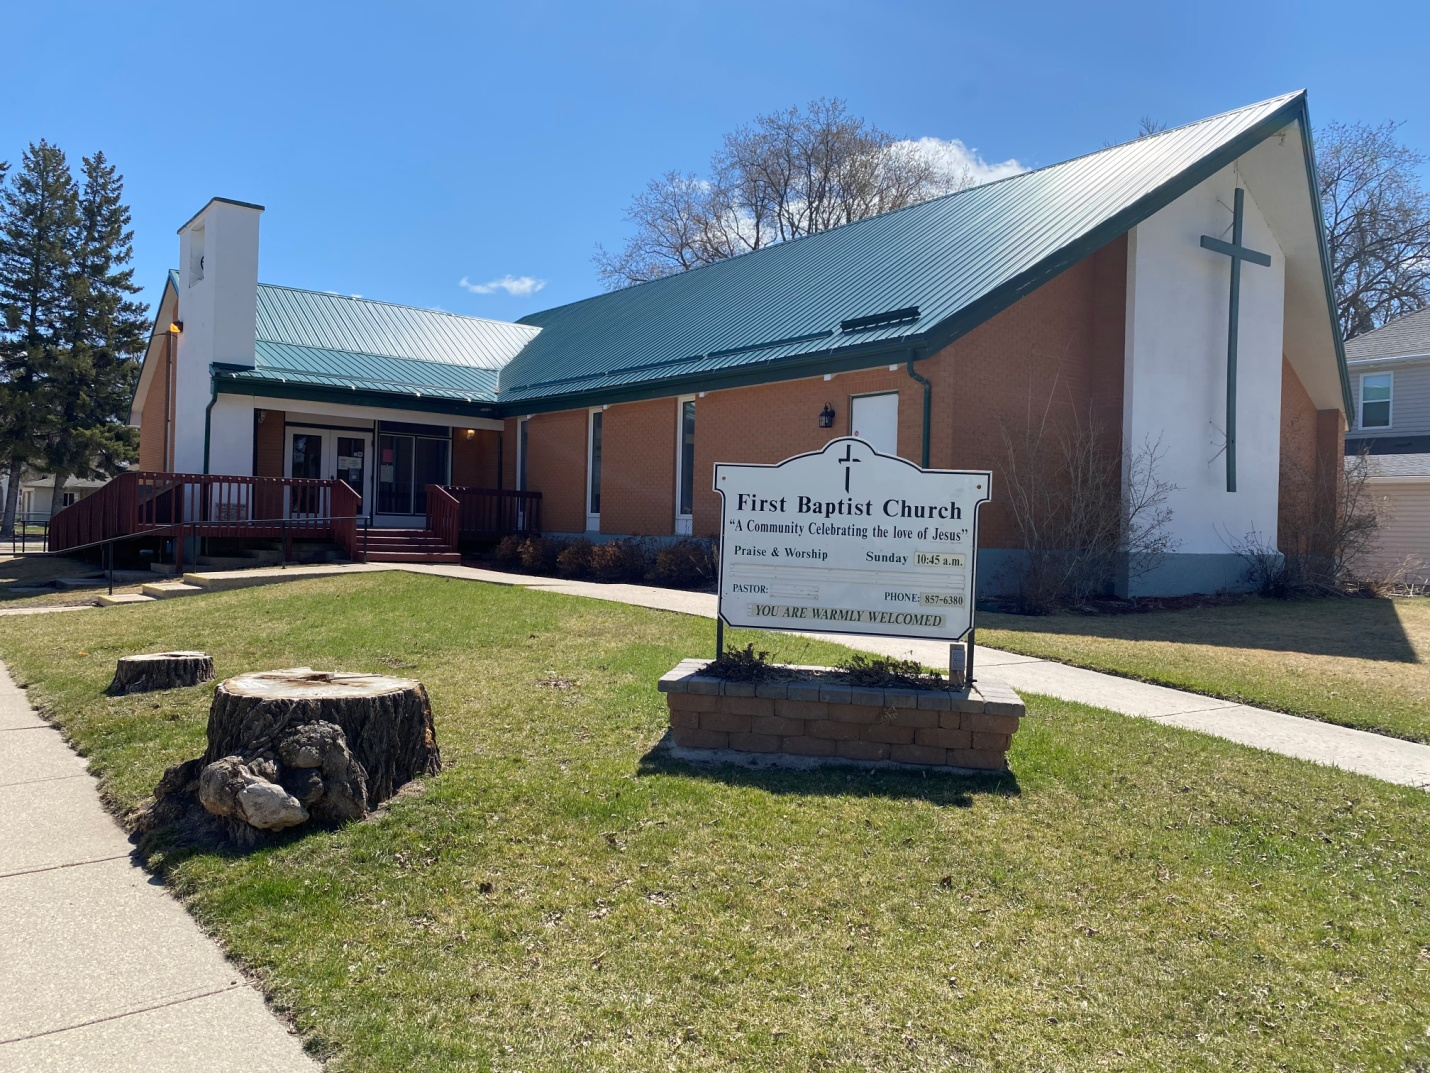 First Baptist Church
"A Community Celebrating the love of Jesus"
Praise & Worship Sunday 10:45 a.m.
PASTOR: PHONE: 857-6380
YOU ARE WARMLY WELCOMED